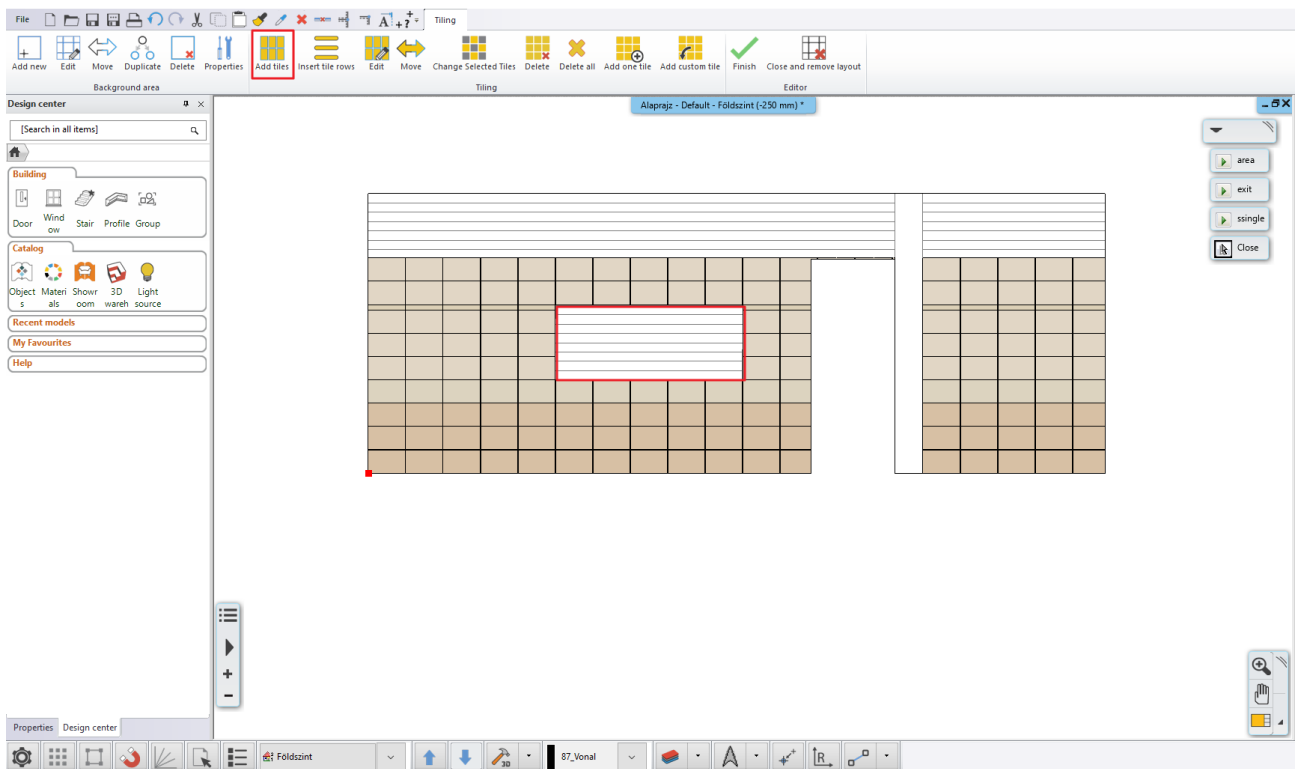 File
Tiling
Add new Edit Move Duplicate Delete Properties Add tiles Insert tile rows Edit Move Change Selected Tiles Delete Delete all Add one tile Add custom tile Finish Close and remove layout
Background area Tiling Editor
Design center
Alaprajz - Default - Földszint (-250 mm) *
[Search in all items]
Building
Door Wind Stair Profile Group
ow
Catalog
Object Materi Showr 3D Light
s als oom wareh source
Recent models
My Favourites
Help
area
exit
ssingle
Close
Properties Design center
Földszint
3D
87_Vonal
R